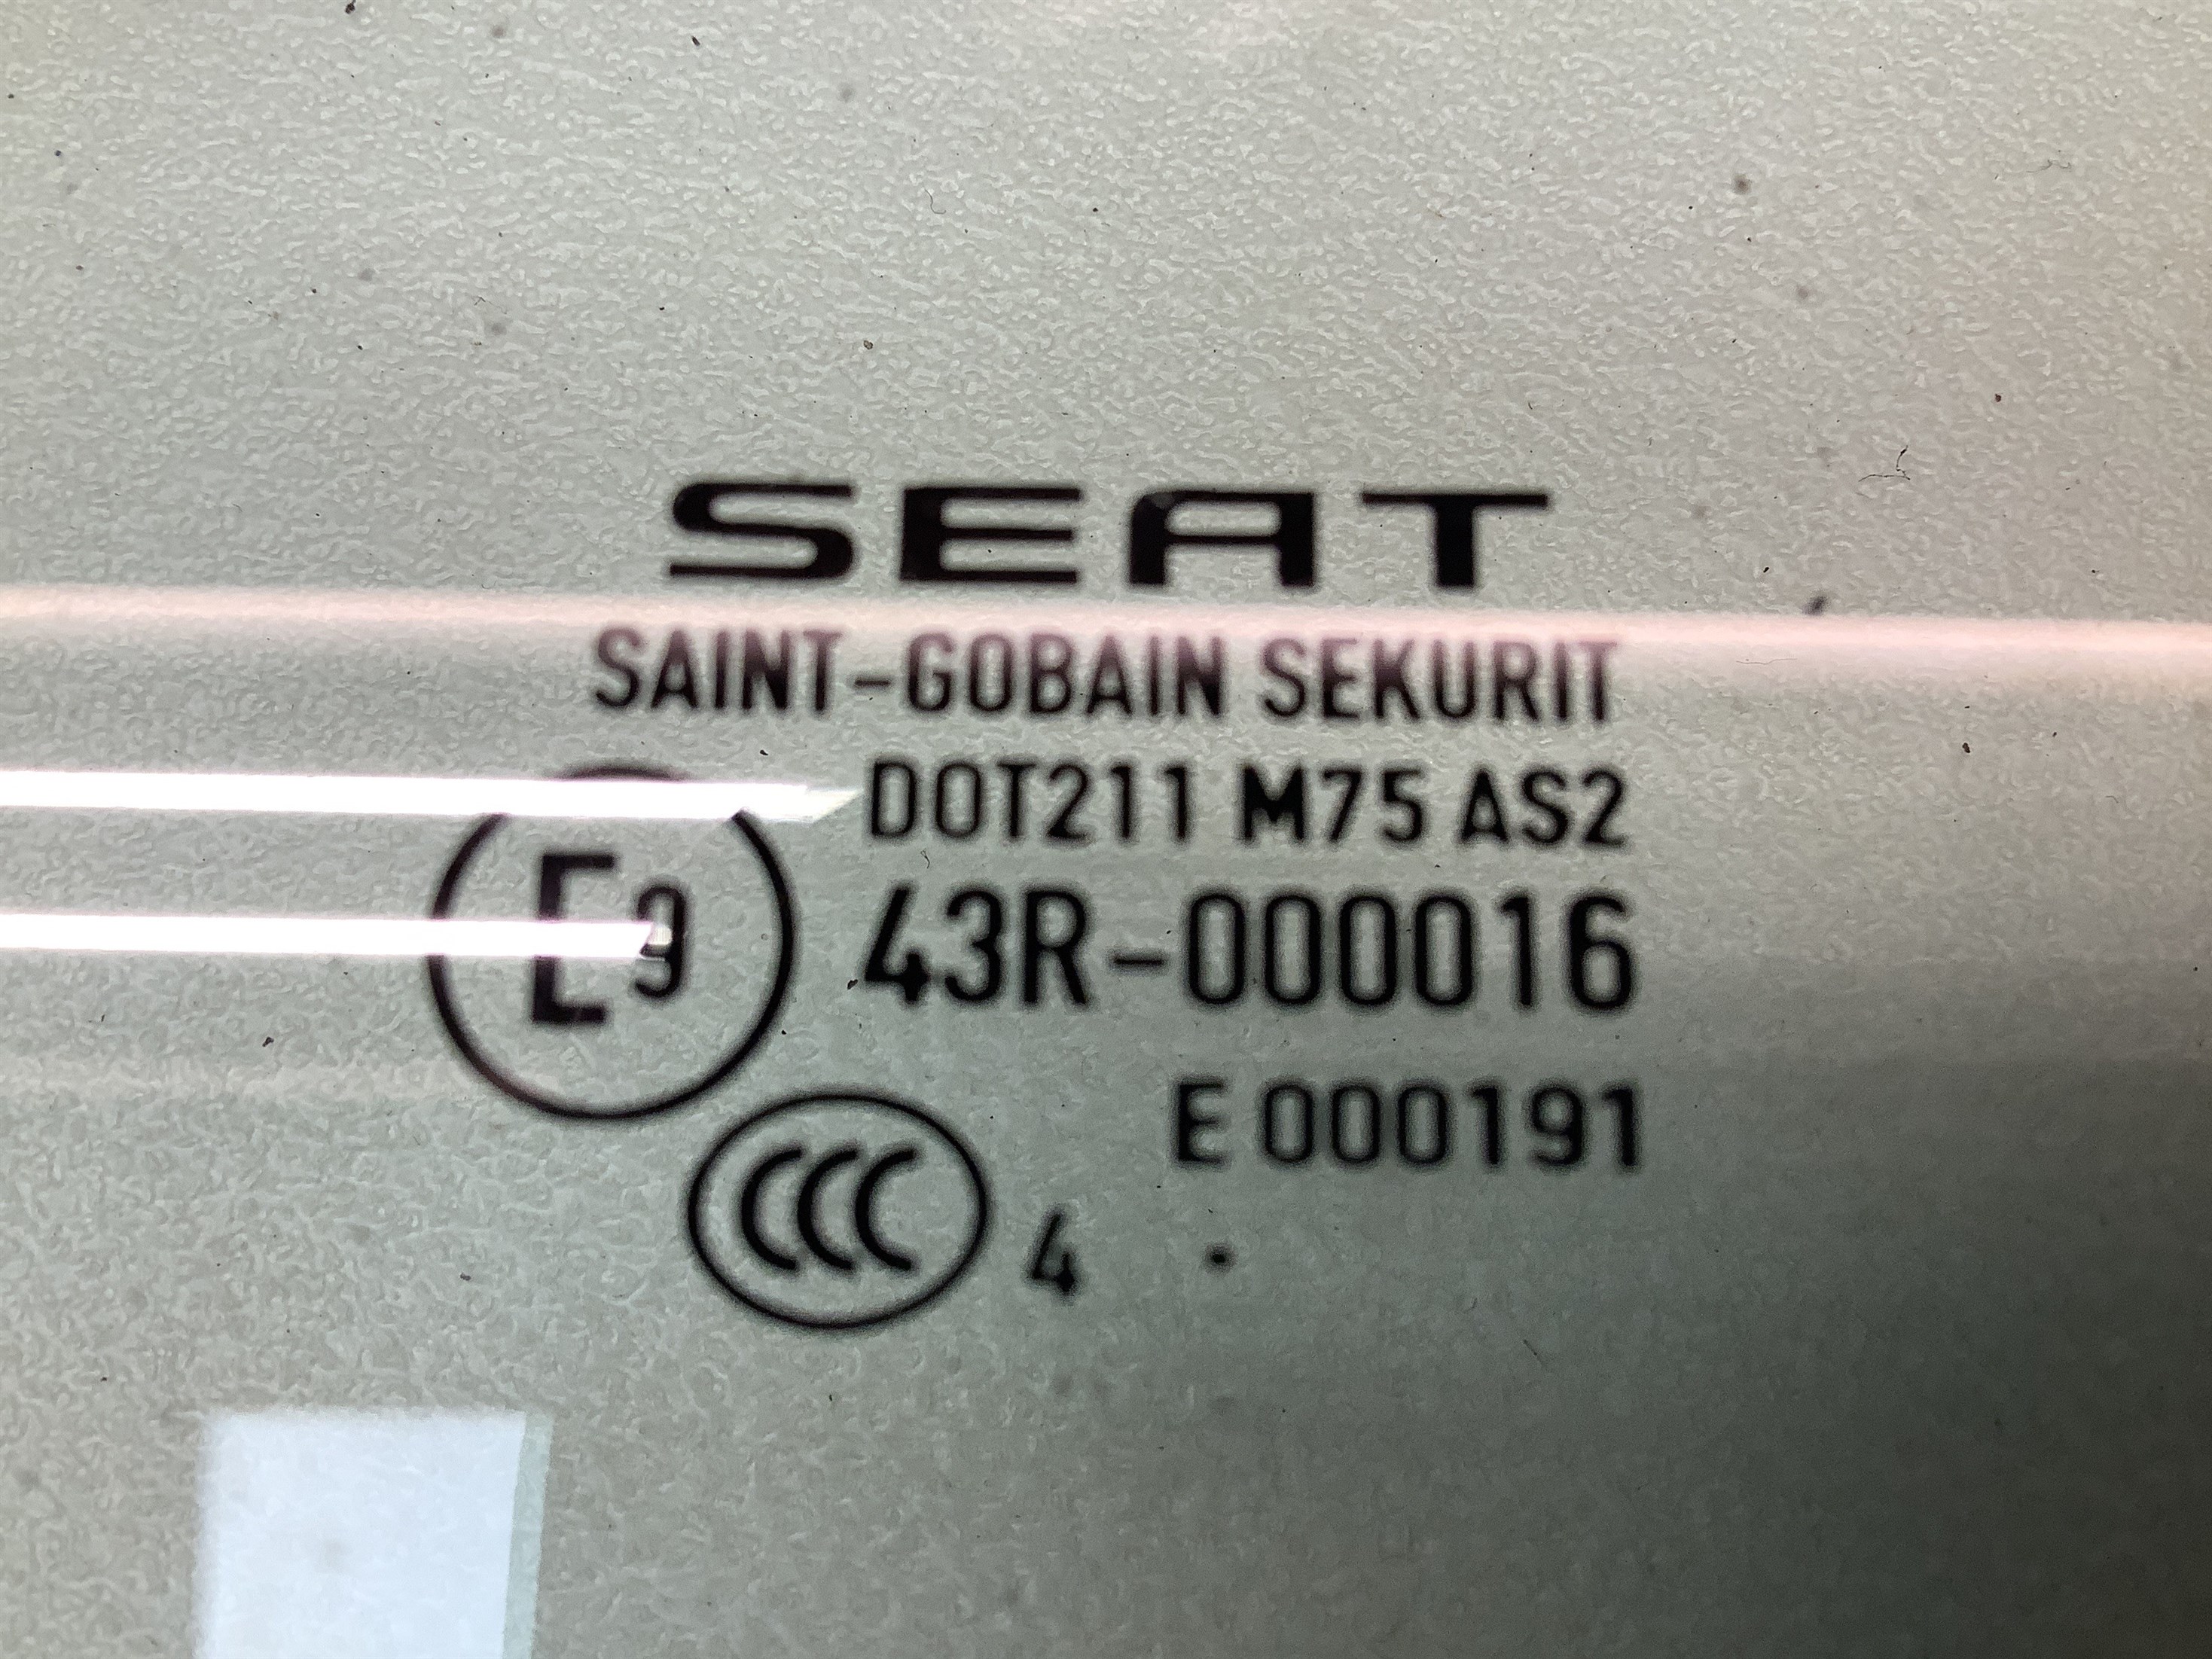 SEAT
SAINT-GOBAIN SEKURIT
DOT211 M75 AS2
E9 43R-000016
E 000191
CCC 4 .